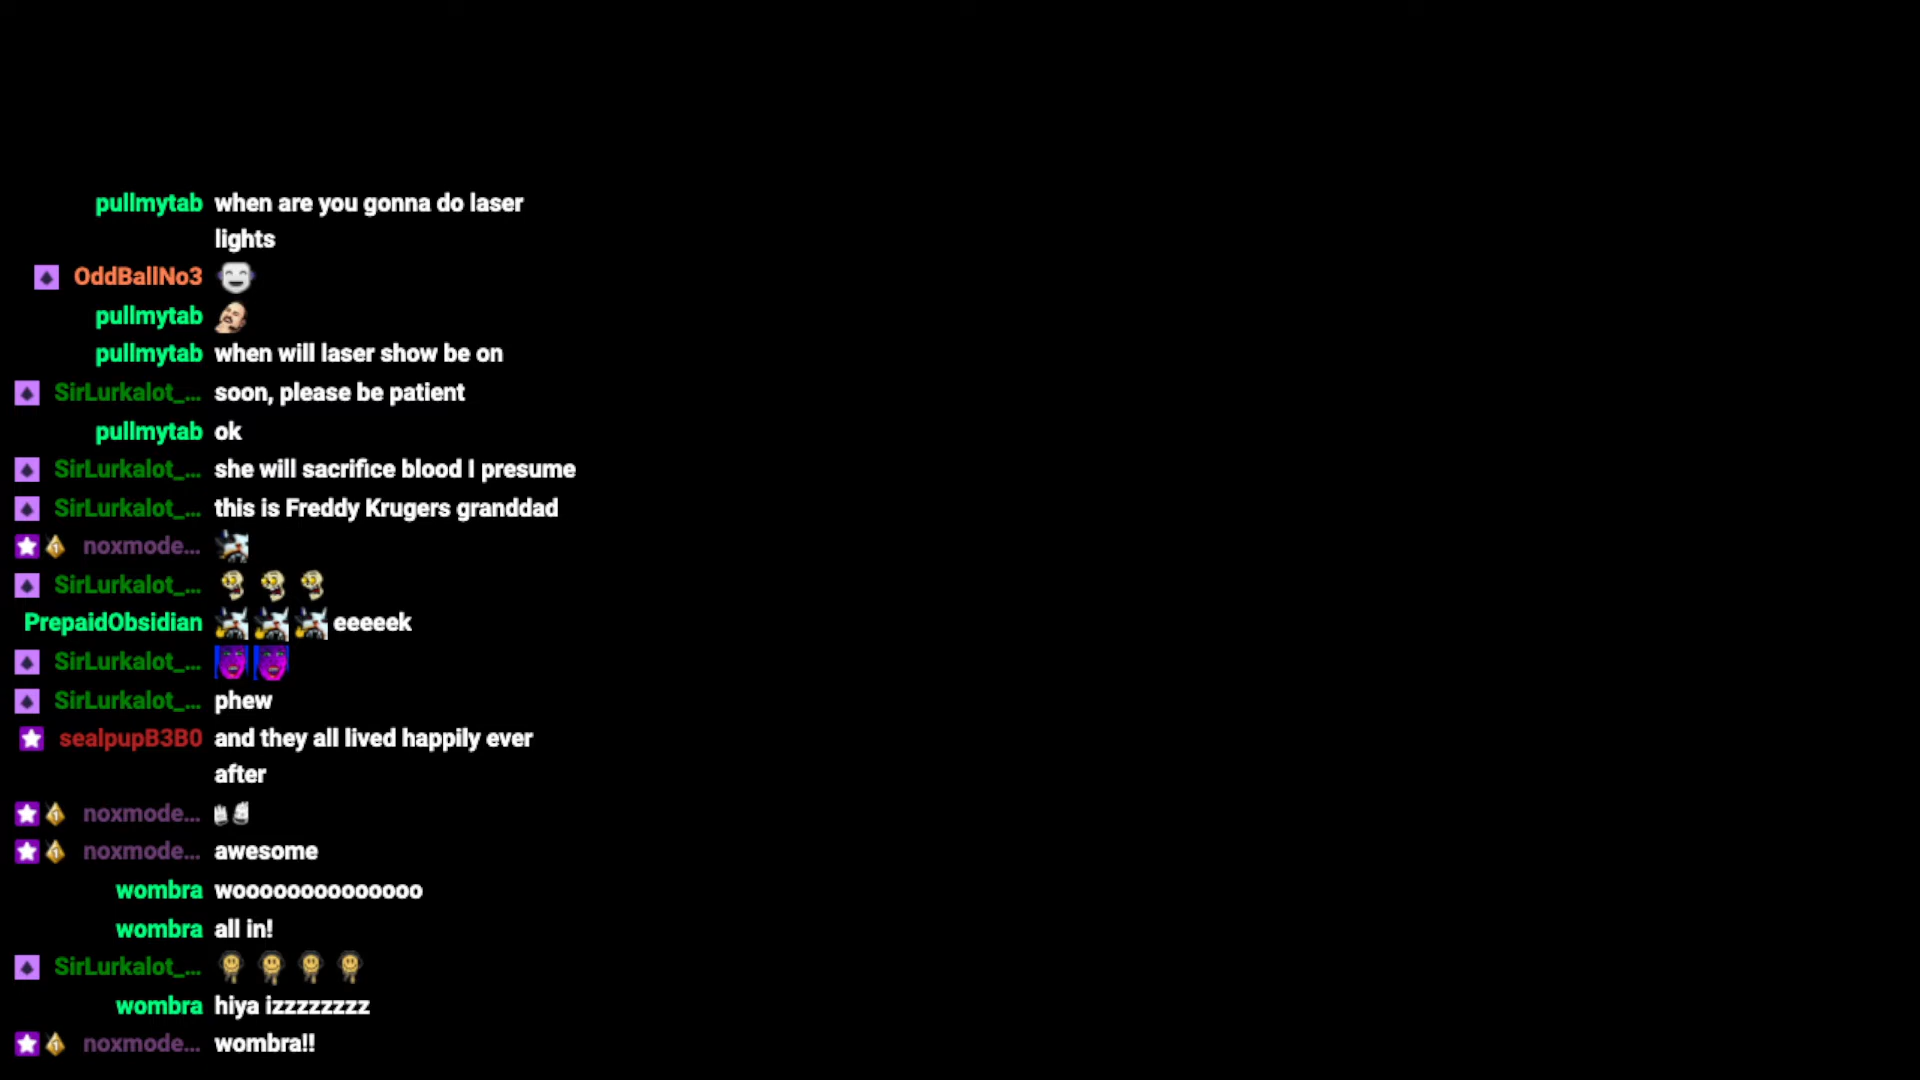 pullmytab when are you gonna do laser
lights
OddBallNo3
pullmytab
pullmytab when will laser show be on
SirLurkalot_... soon, please be patient
pullmytab ok
SirLurkalot_... she will sacrifice blood I presume
SirLurkalot_... this is Freddy Krugers granddad
noxmode...
SirLurkalot_...
PrepaidObsidian eeeeek
SirLurkalot_...
SirLurkalot_... phew
sealpupB3B0 and they all lived happily ever
after
noxmode...
noxmode... awesome
wombra woooooooooooooo
wombra all in!
SirLurkalot_...
wombra hiya izzzzzzzz
noxmode... wombra!!